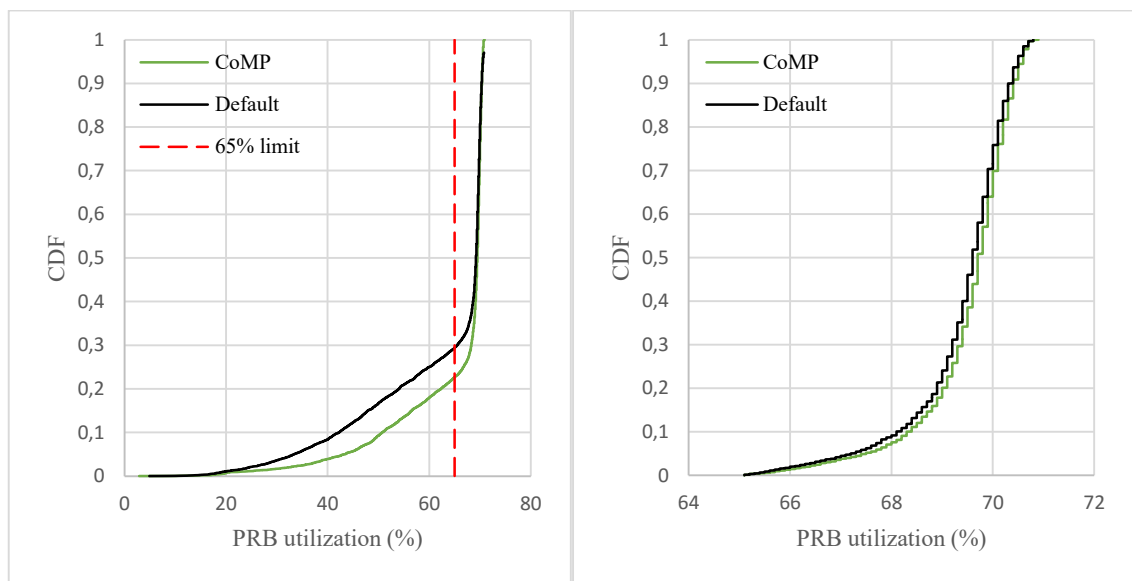 1
0,9
0,8
0,7
0,6
0,5
0,4
0,3
0,2
0,1
0
CDF
CoMP
Default
65% limit
0 20 40 60 80
PRB utilization (%)
1
0,9
0,8
0,7
0,6
0,5
0,4
0,3
0,2
0,1
0
CDF
CoMP
Default
64 66 68 70 72
PRB utilization (%)